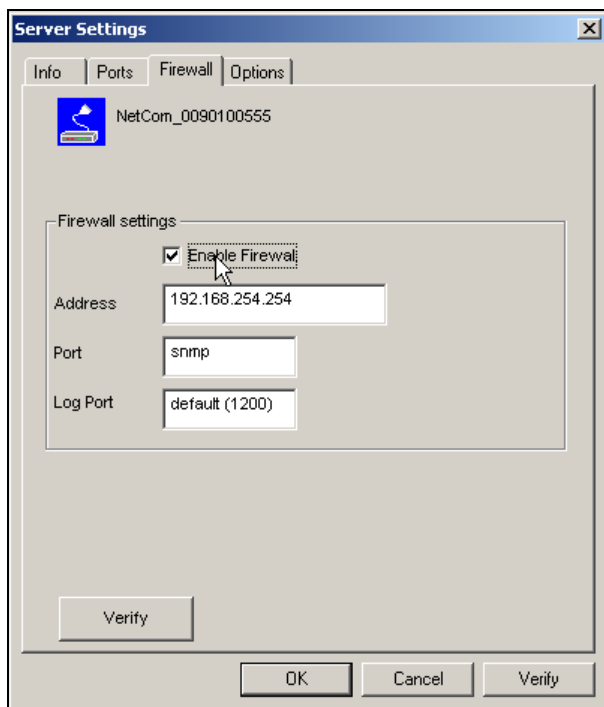 Server Settings
Info Ports Firewall Options
NetCom_0090100555
Firewall settings
Enable Firewal
Address 192.168.254.254
Port snmp
Log Port default (1200)
Verify
OK Cancel Verify